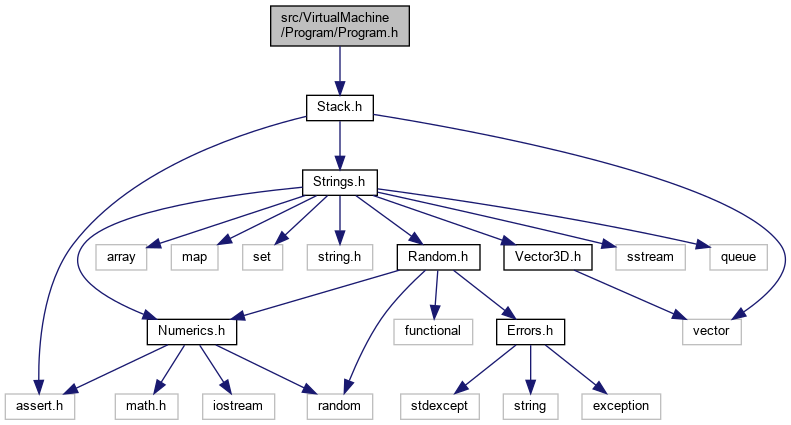 src/VirtualMachine
/Program/Program.h
Stack.h
Strings.h
array
map
set
string.h
Random.h
Vector3D.h
sstream
queue
Numerics.h
functional
Errors.h
vector
assert.h
math.h
iostream
random
stdexcept
string
exception